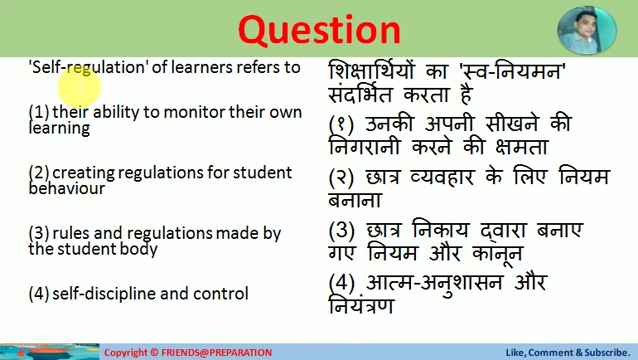 Question
'Self-regulation' of learners refers to
(1) their ability to monitor their own
learning
(2) creating regulations for student
behaviour
(3) rules and regulations made by
the student body
(4) self-discipline and control
शिक्षार्थियों का 'स्व-नियमन'
संदर्भित करता है
(१) उनकी अपनी सीखने की
निगरानी करने की क्षमता
(२) छात्र व्यवहार के लिए नियम
बनाना
(3) छात्र निकाय द्वारा बनाए
गए नियम और कानून
(4) आत्म-अनुशासन और
नियंत्रण
Copyright © FRIENDS@PREPARATION
Like, Comment & Subscribe.